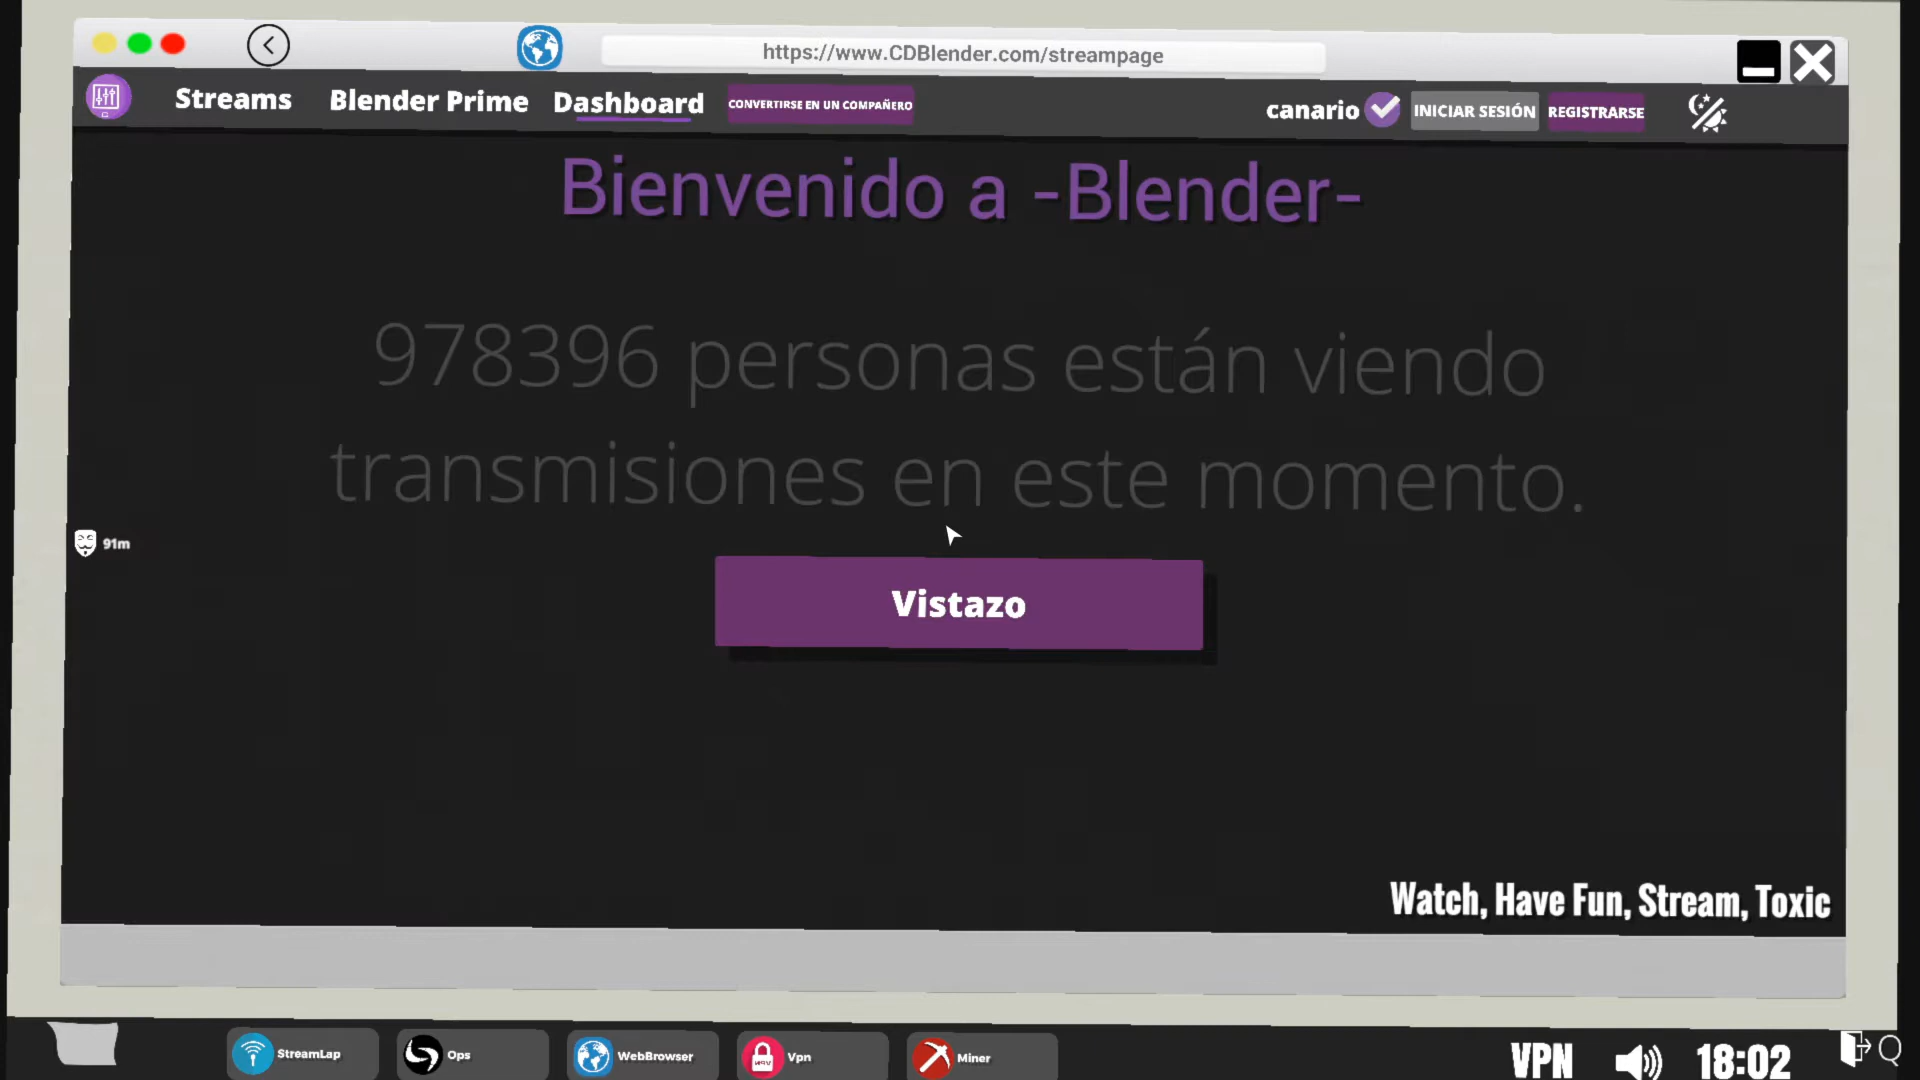 https://www.CDBlender.com/streampage
Streams Blender Prime Dashboard CONVERTIRSE EN UN COMPAÑERO canario INICIAR SESIÓN REGISTRARSE
Bienvenido a -Blender-
978396 personas están viendo
transmisiones en este momento.
91m
Vistazo
Watch, Have Fun, Stream, Toxic
StreamLap Ops WebBrowser Vpn Miner VPN 18:02 Q